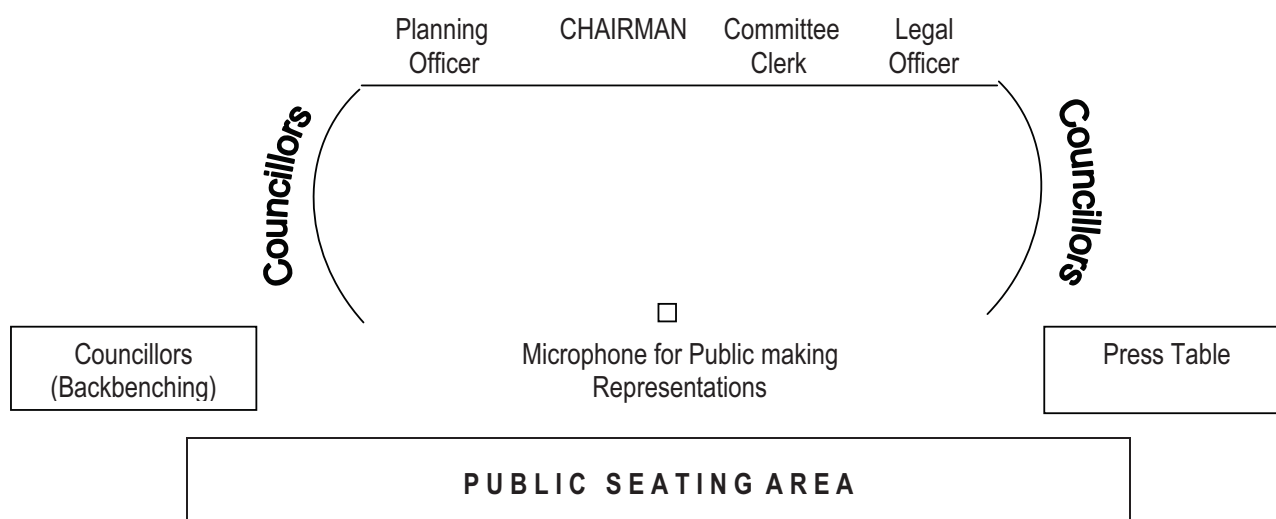 Planning
Officer
CHAIRMAN
Committee
Clerk
Legal
Officer
Councillors
Councillors
Councillors
(Backbenching)
Microphone for Public making
Representations
Press Table
PUBLIC SEATING AREA